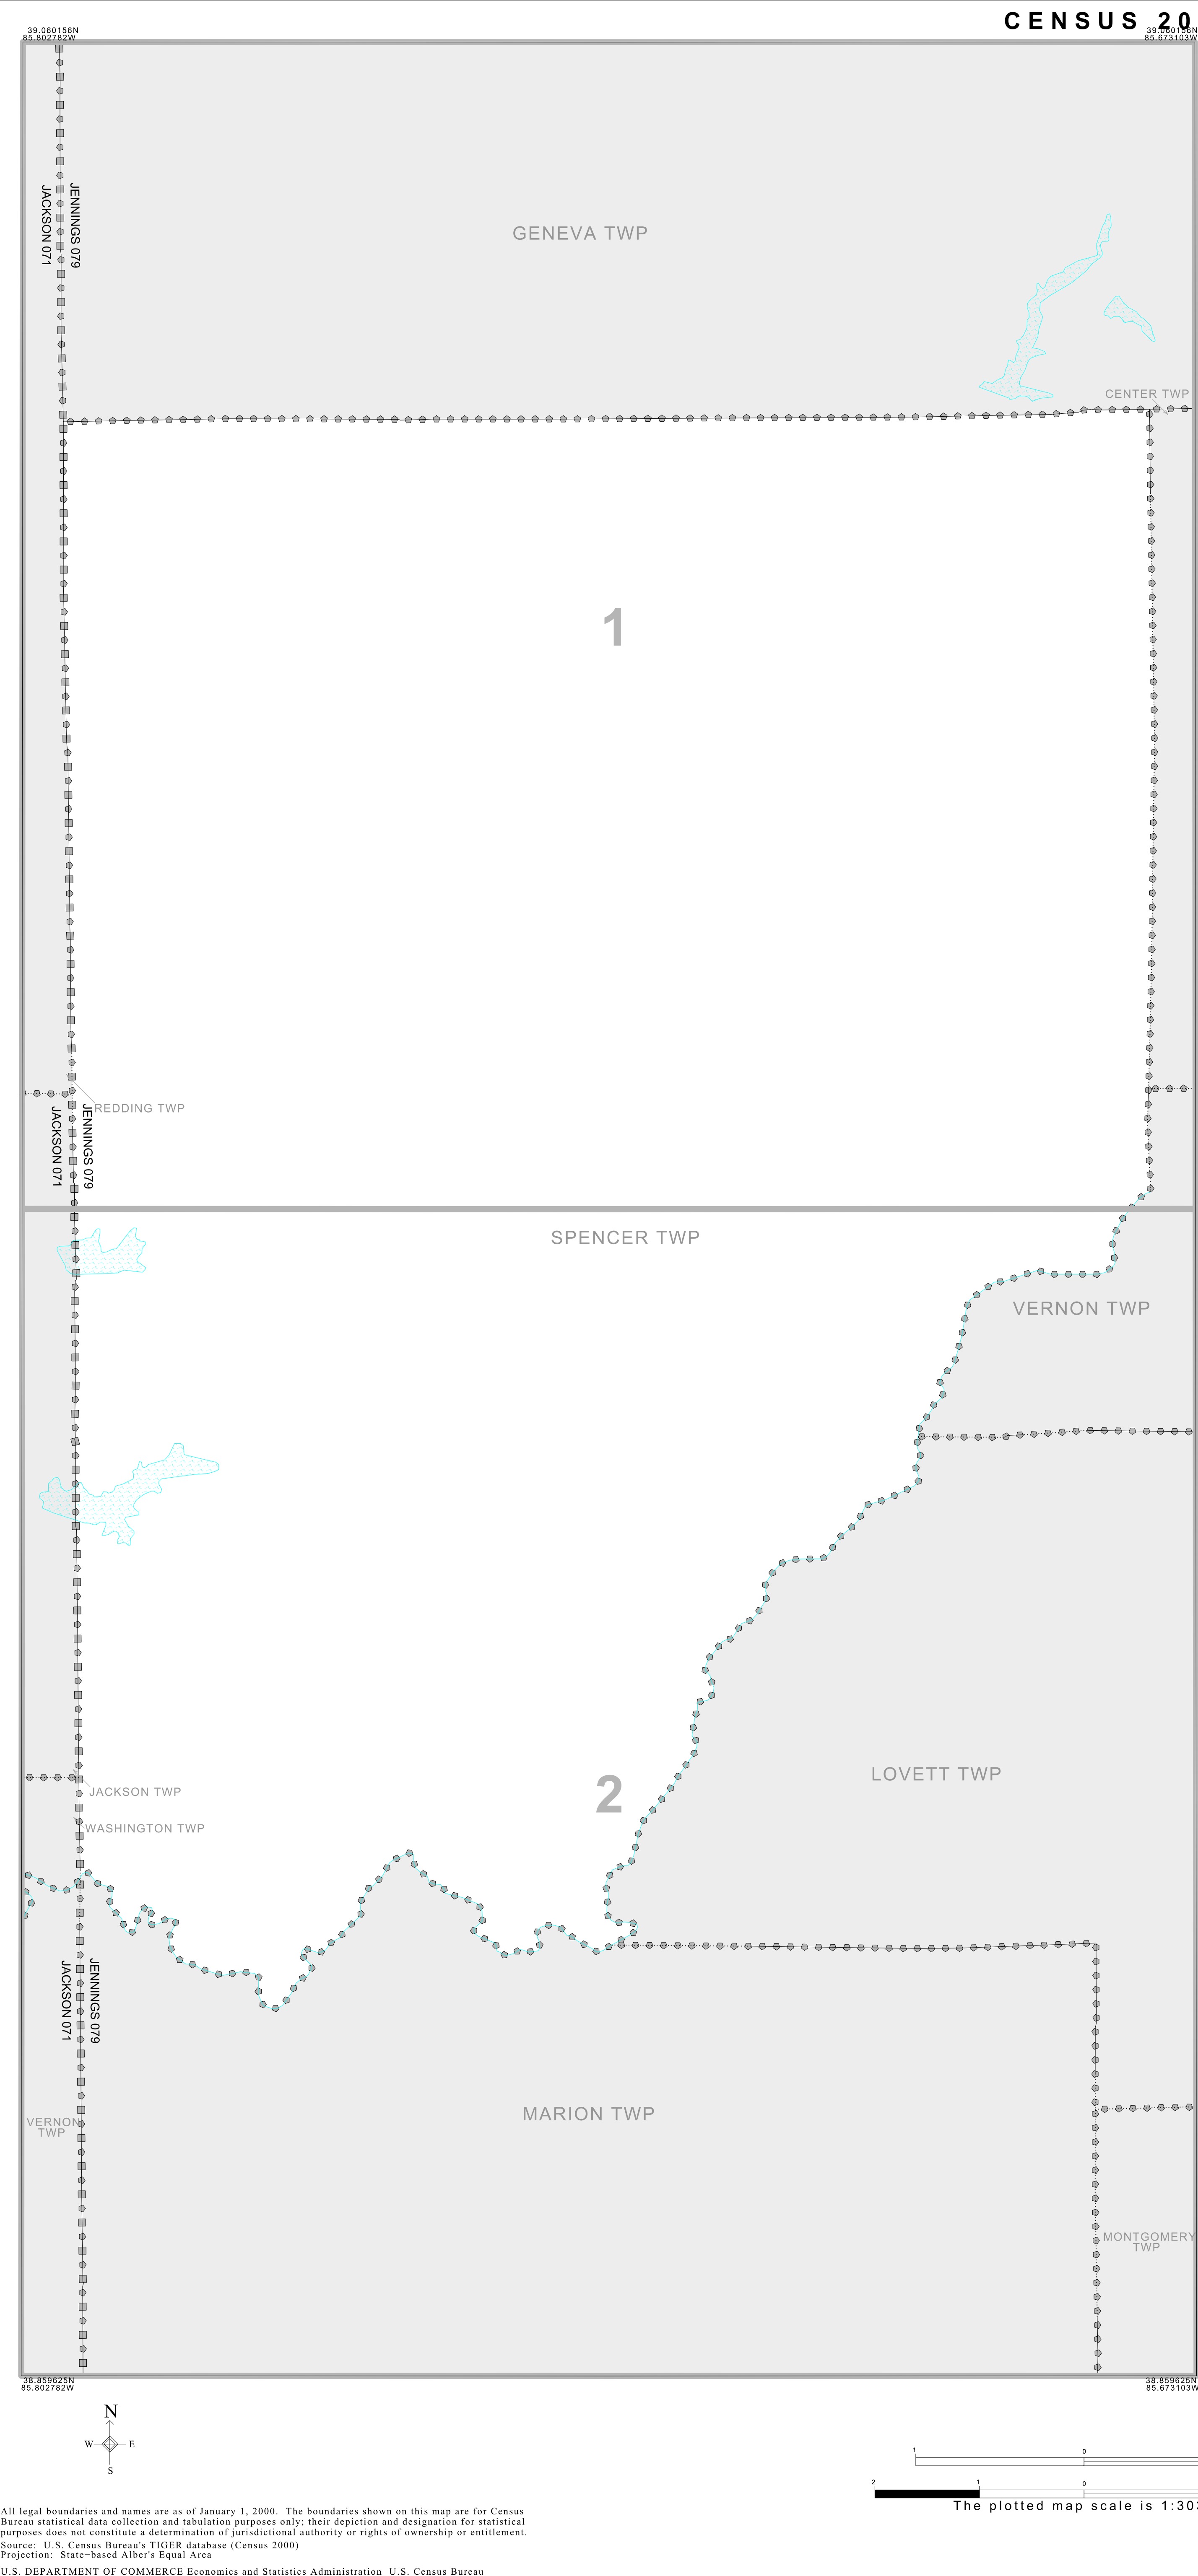 CENSUS 20
39.060156N
85.802782W
39.060156N
85.673103W
JACKSON 071
JENNINGS 079
GENEVA TWP
CENTER TWP
1
REDDING TWP
JACKSON 071
JENNINGS 079
SPENCER TWP
VERNON TWP
LOVETT TWP
JACKSON TWP
2
WASHINGTON TWP
JACKSON 071
JENNINGS 079
MARION TWP
VERNON
TWP
MONTGOMERY
TWP
38.859625N
85.802782W
38.859625N
85.673103W
N
W E
S
1 0
2 1 0
The plotted map scale is 1:303
All legal boundaries and names are as of January 1, 2000. The boundaries shown on this map are for Census
Bureau statistical data collection and tabulation purposes only; their depiction and designation for statistical
purposes does not constitute a determination of jurisdictional authority or rights of ownership or entitlement.
Source: U.S. Census Bureau's TIGER database (Census 2000)
Projection: State−based Alber's Equal Area
U.S. DEPARTMENT OF COMMERCE Economics and Statistics Administration U.S. Census Bureau